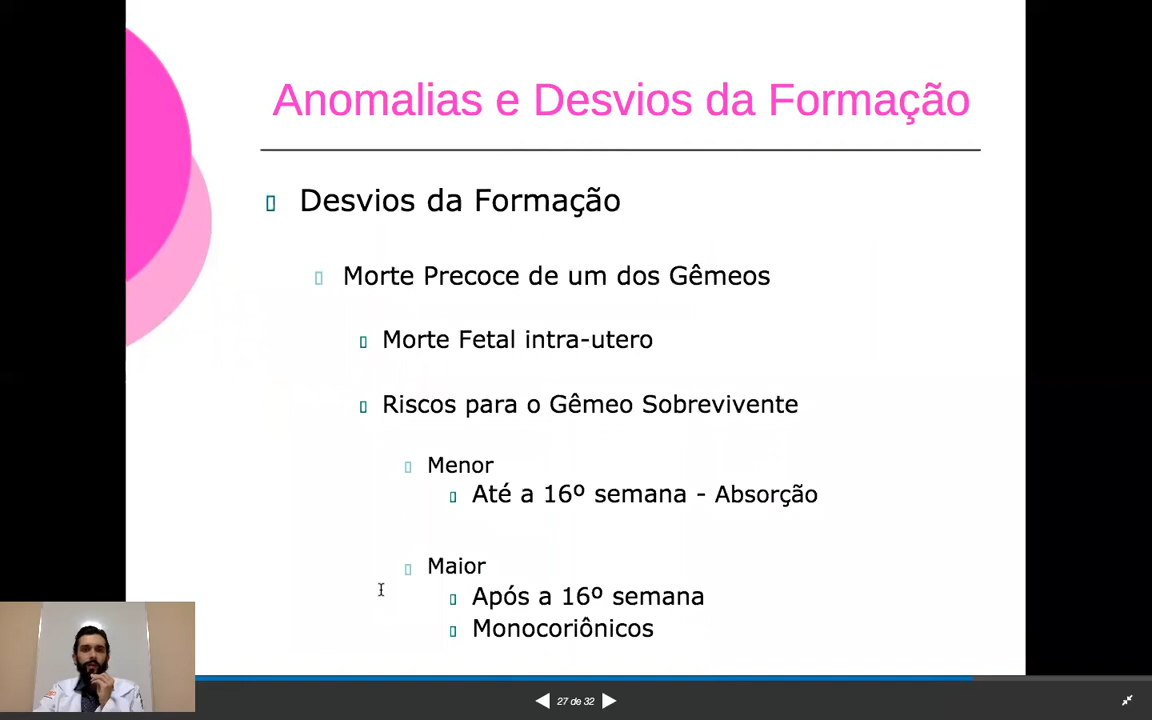 Anomalias e Desvios da Formação
Desvios da Formação
Morte Precoce de um dos Gêmeos
Morte Fetal intra-utero
Riscos para o Gêmeo Sobrevivente
Menor
Até a 16º semana - Absorção
Maior
Após a 16º semana
Monocoriônicos
27 de 32